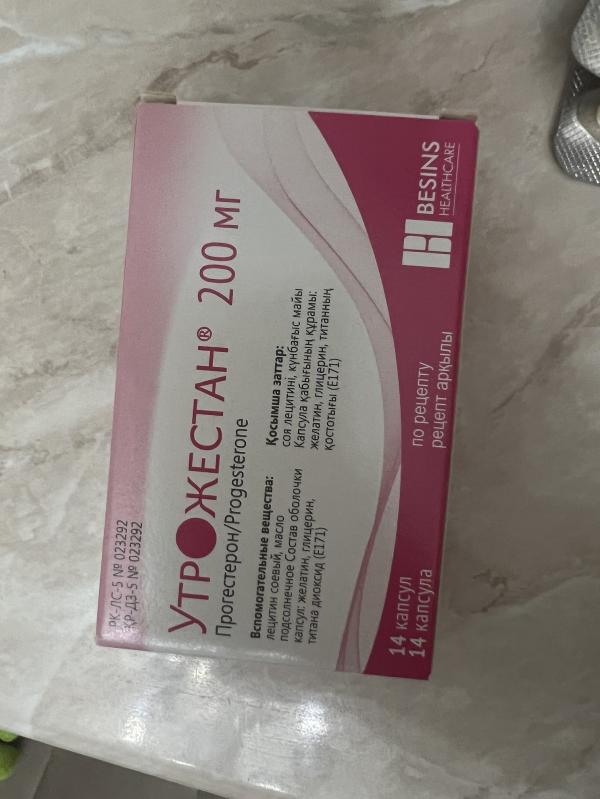 РК-ЛС-5 № 023292
ҚР-ДЗ-5 № 023292
УТРОЖЕСТАН® 200 мг
Прогестерон/Progesterone
Вспомогательные вещества:
лецитин соевый, масло
подсолнечное Состав оболочки
капсул: желатин, глицерин,
титана диоксид (E171)
Қосымша заттар:
соя лецитині, күнбағыс майы
Капсула қабығының құрамы:
желатин, глицерин, титанның
қостотығы (E171)
14 капсул
14 капсула
по рецепту
рецепт арқылы
BESINS
HEALTHCARE